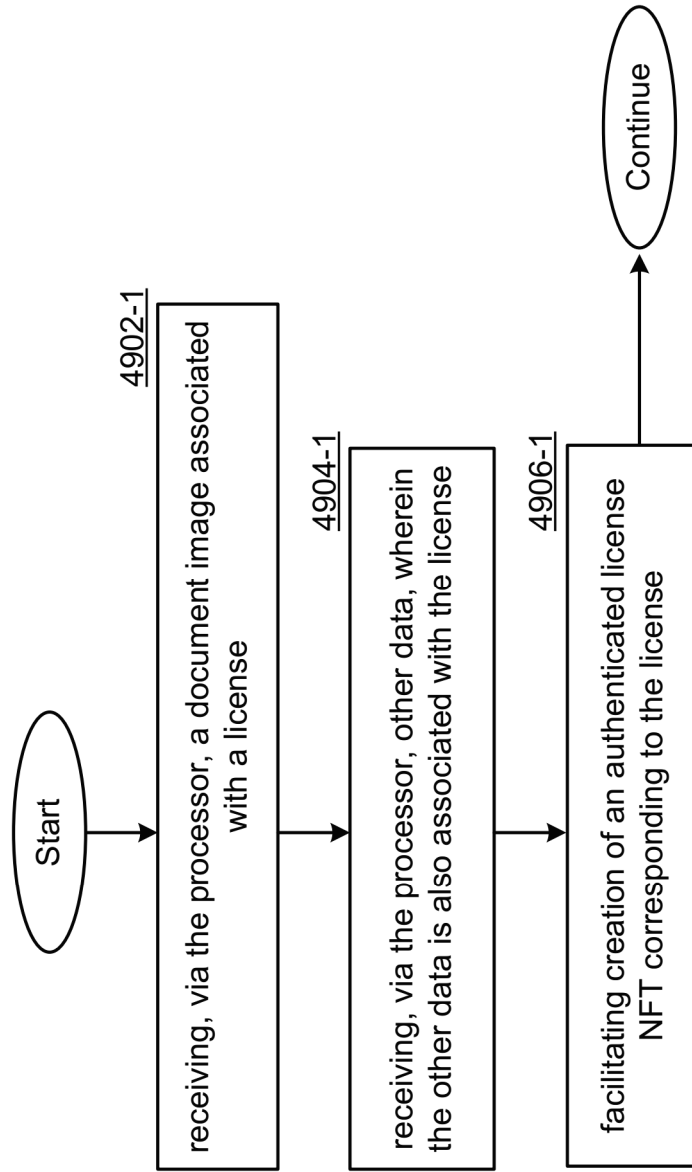 Start
4902-1
receiving, via the processor, a document image associated
with a license
4904-1
receiving, via the processor, other data, wherein
the other data is also associated with the license
4906-1
facilitating creation of an authenticated license
NFT corresponding to the license
Continue